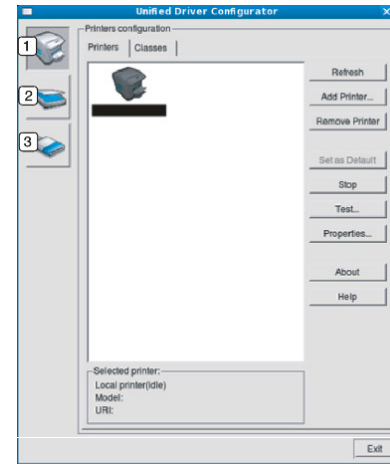 Unified Driver Configurator
1
2
3
Printers configuration
Printers
Classes
Refresh
Add Printer...
Remove Printer
Set as Default
Stop
Test...
Properties...
About
Help
Selected printer:
Local printer(idle)
Model:
URI:
Exit